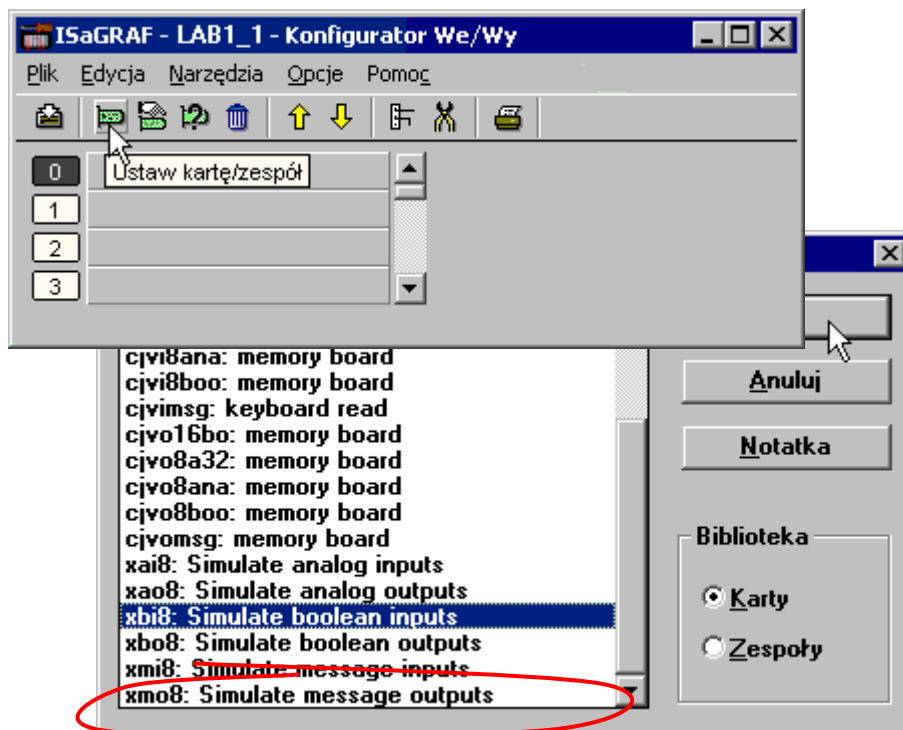 ISaGRAF - LAB1_1 - Konfigurator We/Wy
Plik Edycja Narzędzia Opcje Pomoc
0
Ustaw kartę/zespół
1
2
3
cjvi8ana: memory board
cjvi8boo: memory board
cjvimsg: keyboard read
cjvo16bo: memory board
cjvo8a32: memory board
cjvo8ana: memory board
cjvo8boo: memory board
cjvomsg: memory board
xai8: Simulate analog inputs
xao8: Simulate analog outputs
xbi8: Simulate boolean inputs
xbo8: Simulate boolean outputs
xmi8: Simulate message inputs
xmo8: Simulate message outputs
Anuluj
Notatka
Biblioteka
Karty
Zespoły